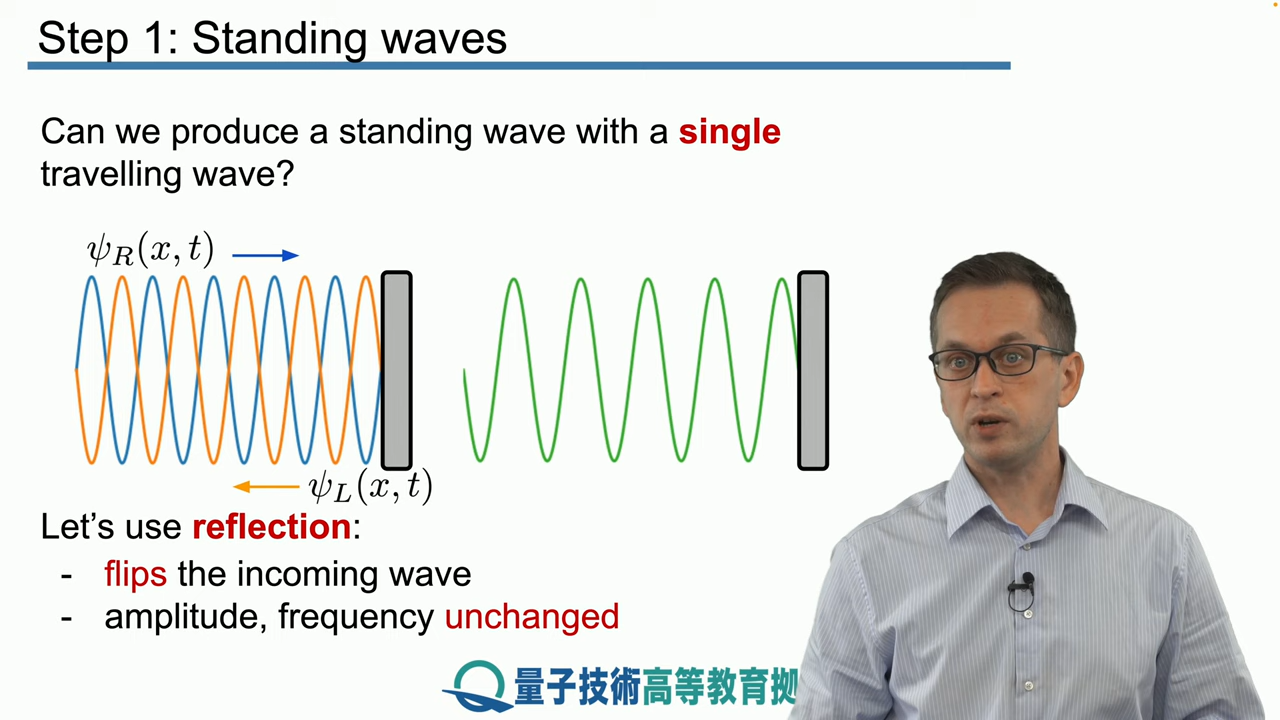 Step 1: Standing waves
Can we produce a standing wave with a single
travelling wave?
ψ_R(x, t)
ψ_L(x, t)
Let’s use reflection:
- flips the incoming wave
- amplitude, frequency unchanged
量子技術高等教育拠